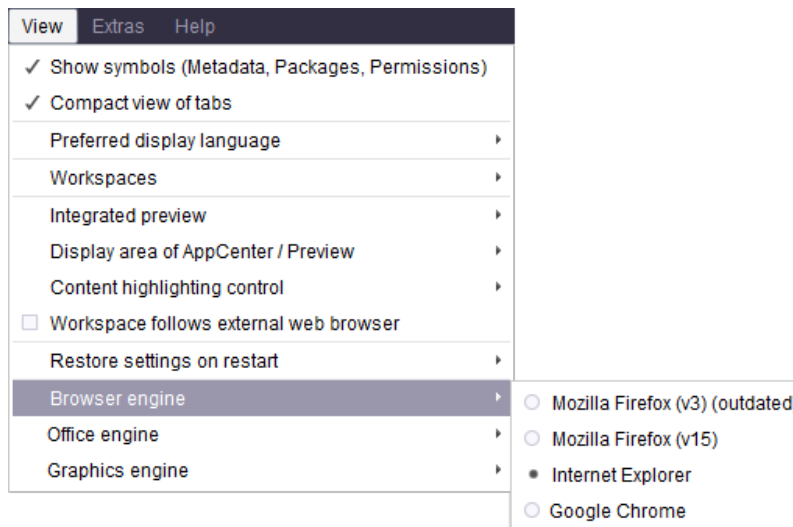 View Extras Help
Show symbols (Metadata, Packages, Permissions)
Compact view of tabs
Preferred display language
Workspaces
Integrated preview
Display area of AppCenter / Preview
Content highlighting control
Workspace follows external web browser
Restore settings on restart
Browser engine
Office engine
Graphics engine
Mozilla Firefox (v3) (outdated
Mozilla Firefox (v15)
Internet Explorer
Google Chrome